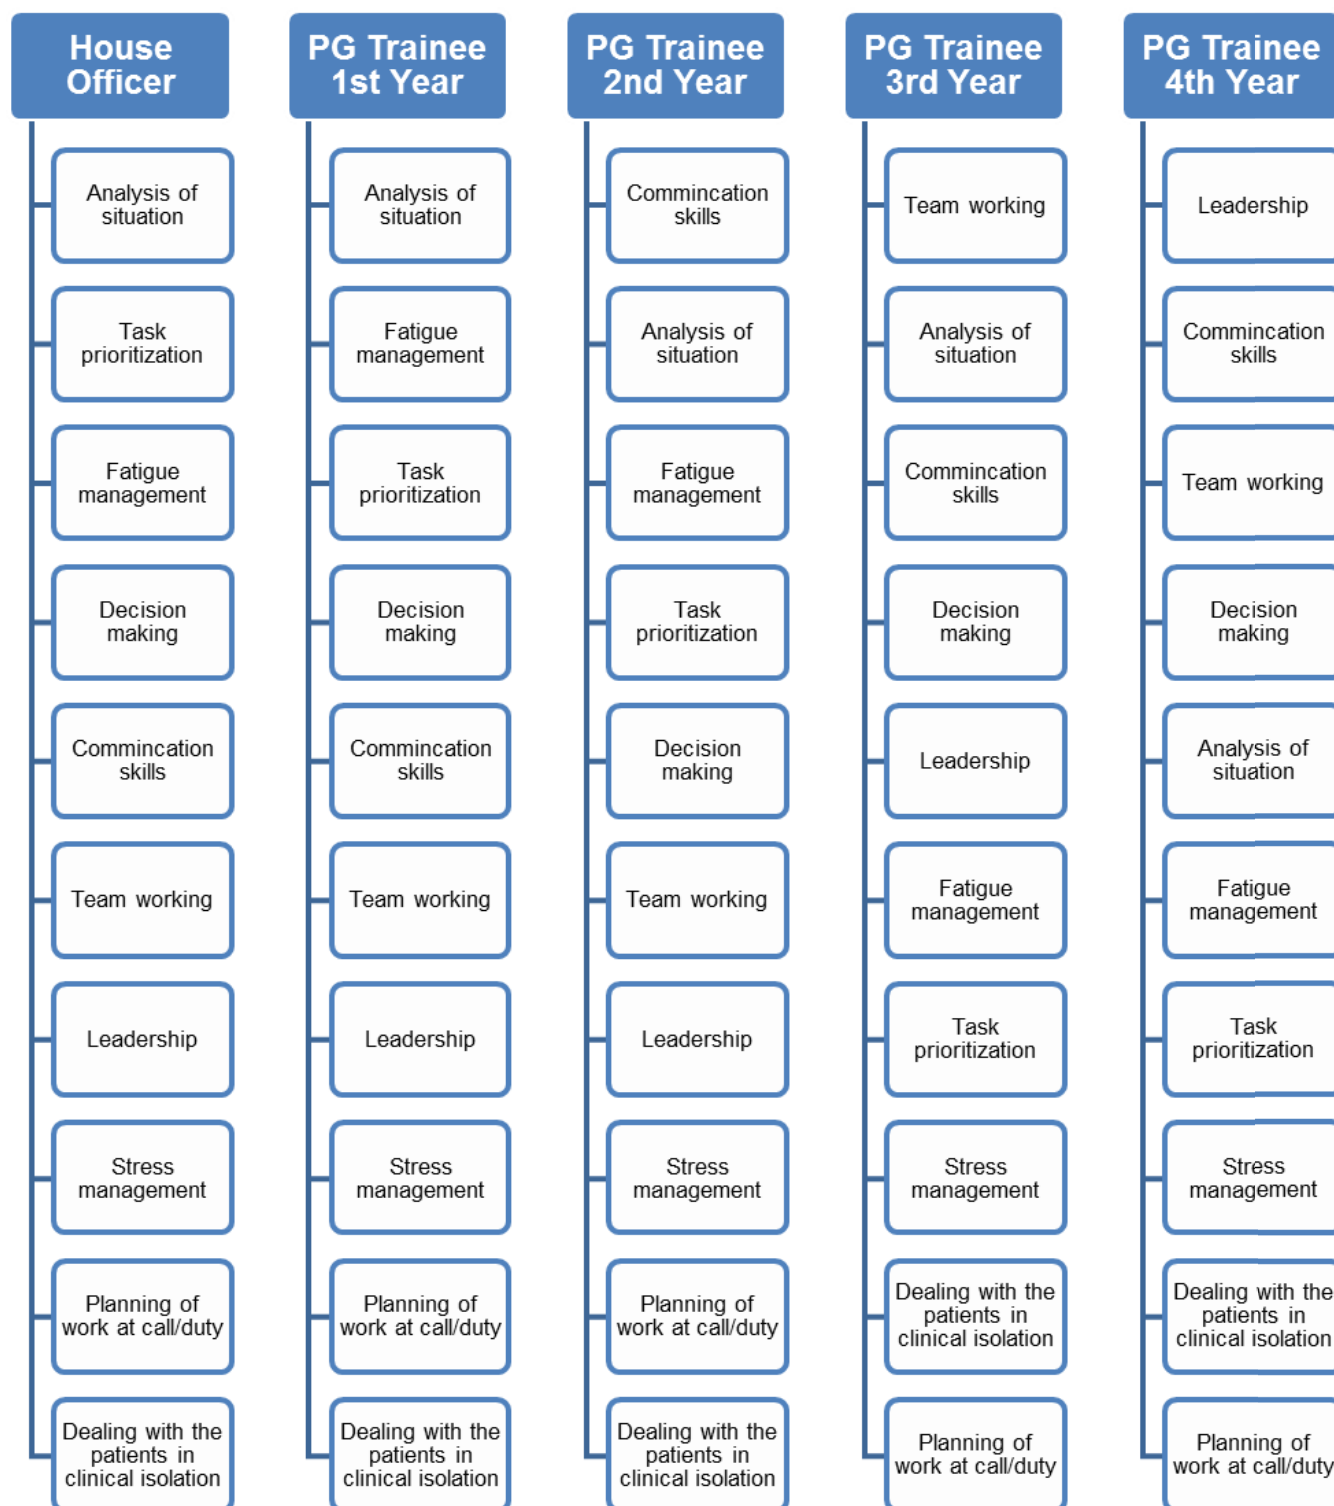 House
Officer
Analysis of
situation
Task
prioritization
Fatigue
management
Decision
making
Commincation
skills
Team working
Leadership
Stress
management
Planning of
work at call/duty
Dealing with the
patients in
clinical isolation
PG Trainee
1st Year
Analysis of
situation
Fatigue
management
Task
prioritization
Decision
making
Commincation
skills
Team working
Leadership
Stress
management
Planning of
work at call/duty
Dealing with the
patients in
clinical isolation
PG Trainee
2nd Year
Commincation
skills
Analysis of
situation
Fatigue
management
Task
prioritization
Decision
making
Team working
Leadership
Stress
management
Planning of
work at call/duty
Dealing with the
patients in
clinical isolation
PG Trainee
3rd Year
Team working
Analysis of
situation
Commincation
skills
Decision
making
Leadership
Fatigue
management
Task
prioritization
Stress
management
Dealing with the
patients in
clinical isolation
Planning of
work at call/duty
PG Trainee
4th Year
Leadership
Commincation
skills
Team working
Decision
making
Analysis of
situation
Fatigue
management
Task
prioritization
Stress
management
Dealing with the
patients in
clinical isolation
Planning of
work at call/duty